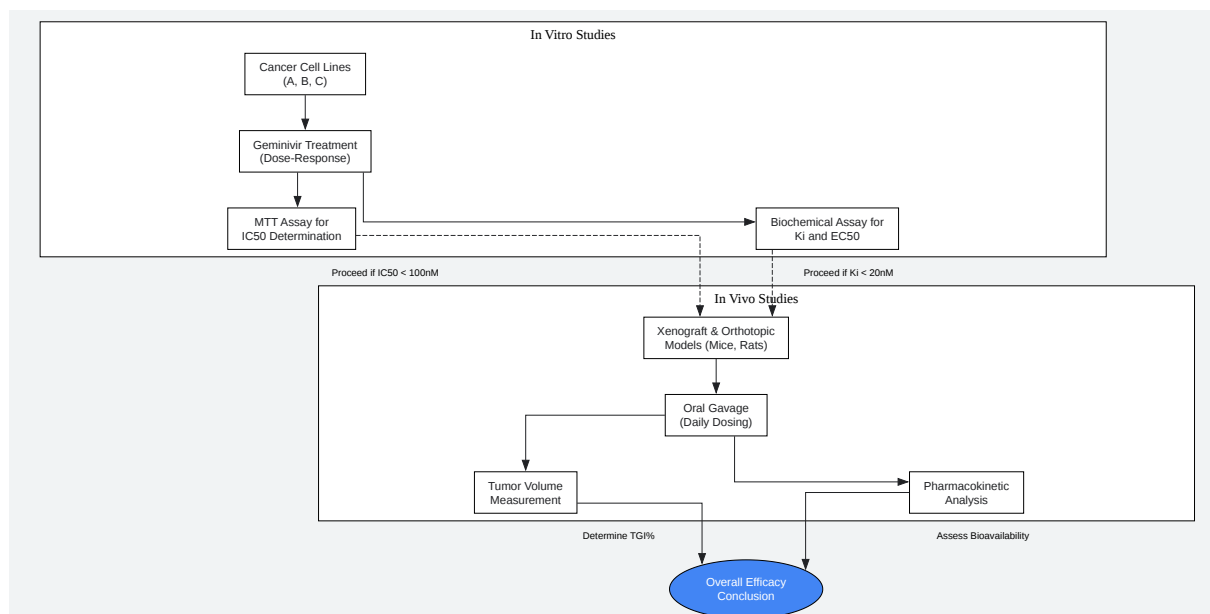 In Vitro Studies
Cancer Cell Lines
(A, B, C)
Geminivir Treatment
(Dose-Response)
MTT Assay for
IC50 Determination
Biochemical Assay for
Ki and EC50
Proceed if IC50 < 100nM
Proceed if Ki < 20nM
In Vivo Studies
Xenograft & Orthotopic
Models (Mice, Rats)
Oral Gavage
(Daily Dosing)
Tumor Volume
Measurement
Pharmacokinetic
Analysis
Determine TGI%
Assess Bioavailability
Overall Efficacy
Conclusion